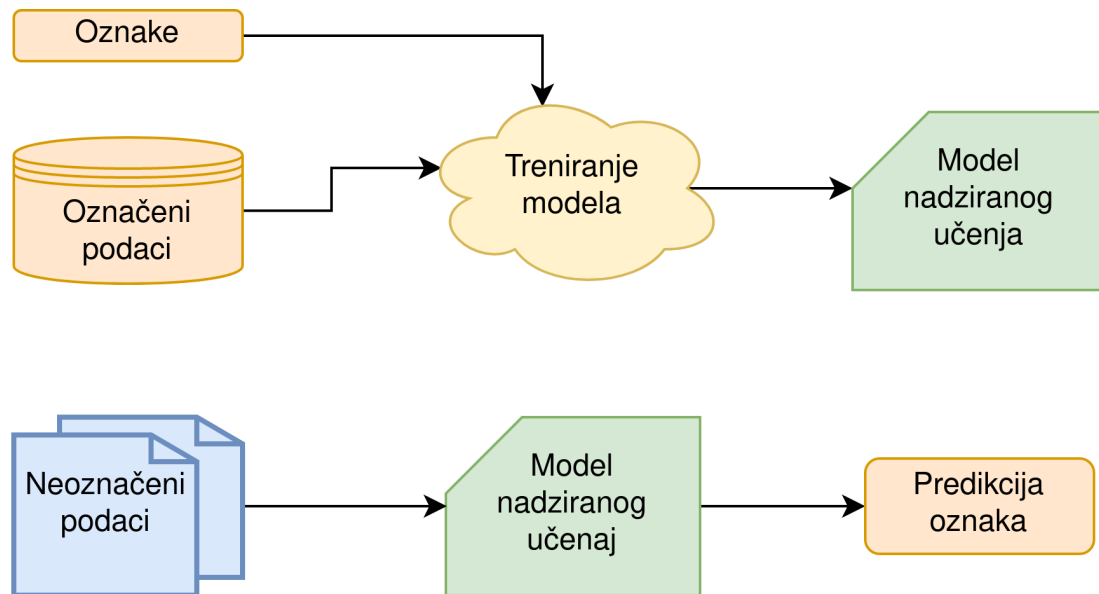 Oznake
Označeni
podaci
Treniranje
modela
Model
nadziranog
učenja
Neoznačeni
podaci
Model
nadziranog
učenaj
Predikcija
oznaka